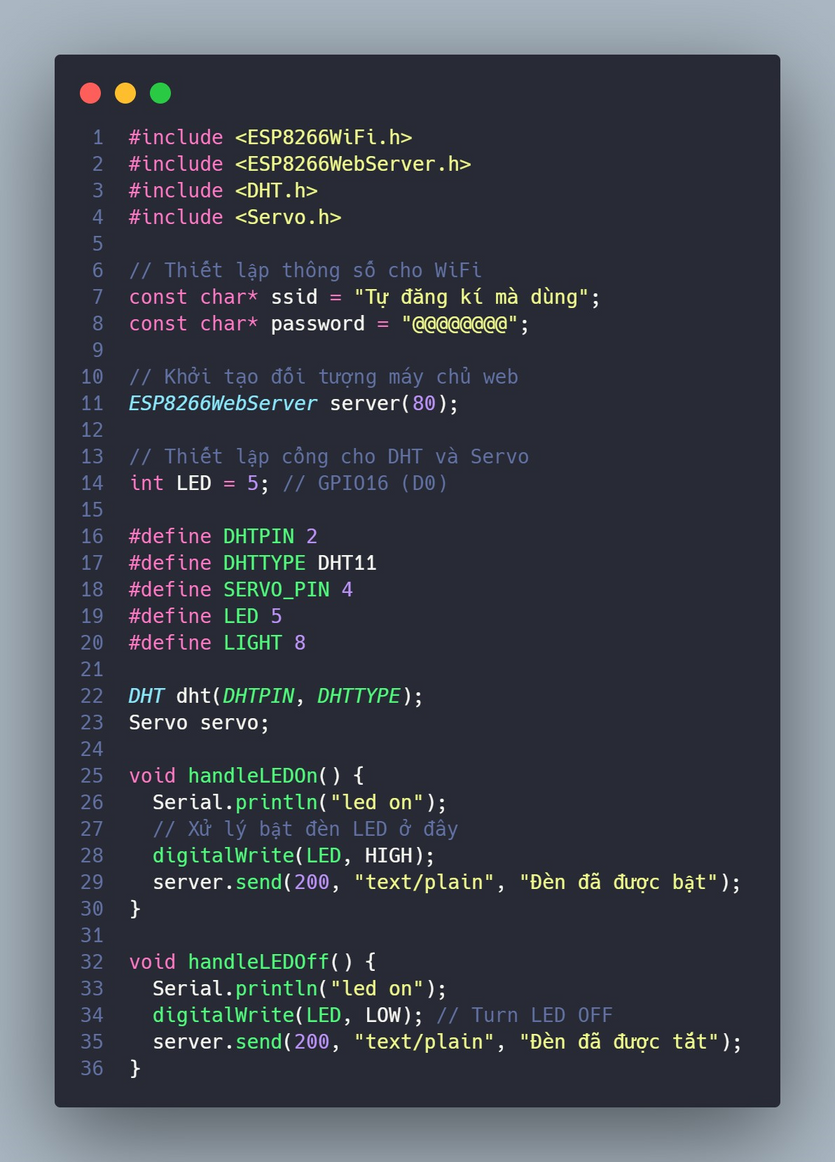 1 #include <ESP8266WiFi.h>
2 #include <ESP8266WebServer.h>
3 #include <DHT.h>
4 #include <Servo.h>
5
6 // Thiết lập thông số cho WiFi
7 const char* ssid = "Tự đăng kí mà dùng";
8 const char* password = "@@@@@@@@";
9
10 // Khởi tạo đối tượng máy chủ web
11 ESP8266WebServer server(80);
12
13 // Thiết lập cổng cho DHT và Servo
14 int LED = 5; // GPIO16 (D0)
15
16 #define DHTPIN 2
17 #define DHTTYPE DHT11
18 #define SERVO_PIN 4
19 #define LED 5
20 #define LIGHT 8
21
22 DHT dht(DHTPIN, DHTTYPE);
23 Servo servo;
24
25 void handleLEDOn() {
26   Serial.println("led on");
27   // Xử lý bật đèn LED ở đây
28   digitalWrite(LED, HIGH);
29   server.send(200, "text/plain", "Đèn đã được bật");
30 }
31
32 void handleLEDOff() {
33   Serial.println("led on");
34   digitalWrite(LED, LOW); // Turn LED OFF
35   server.send(200, "text/plain", "Đèn đã được tắt");
36 }